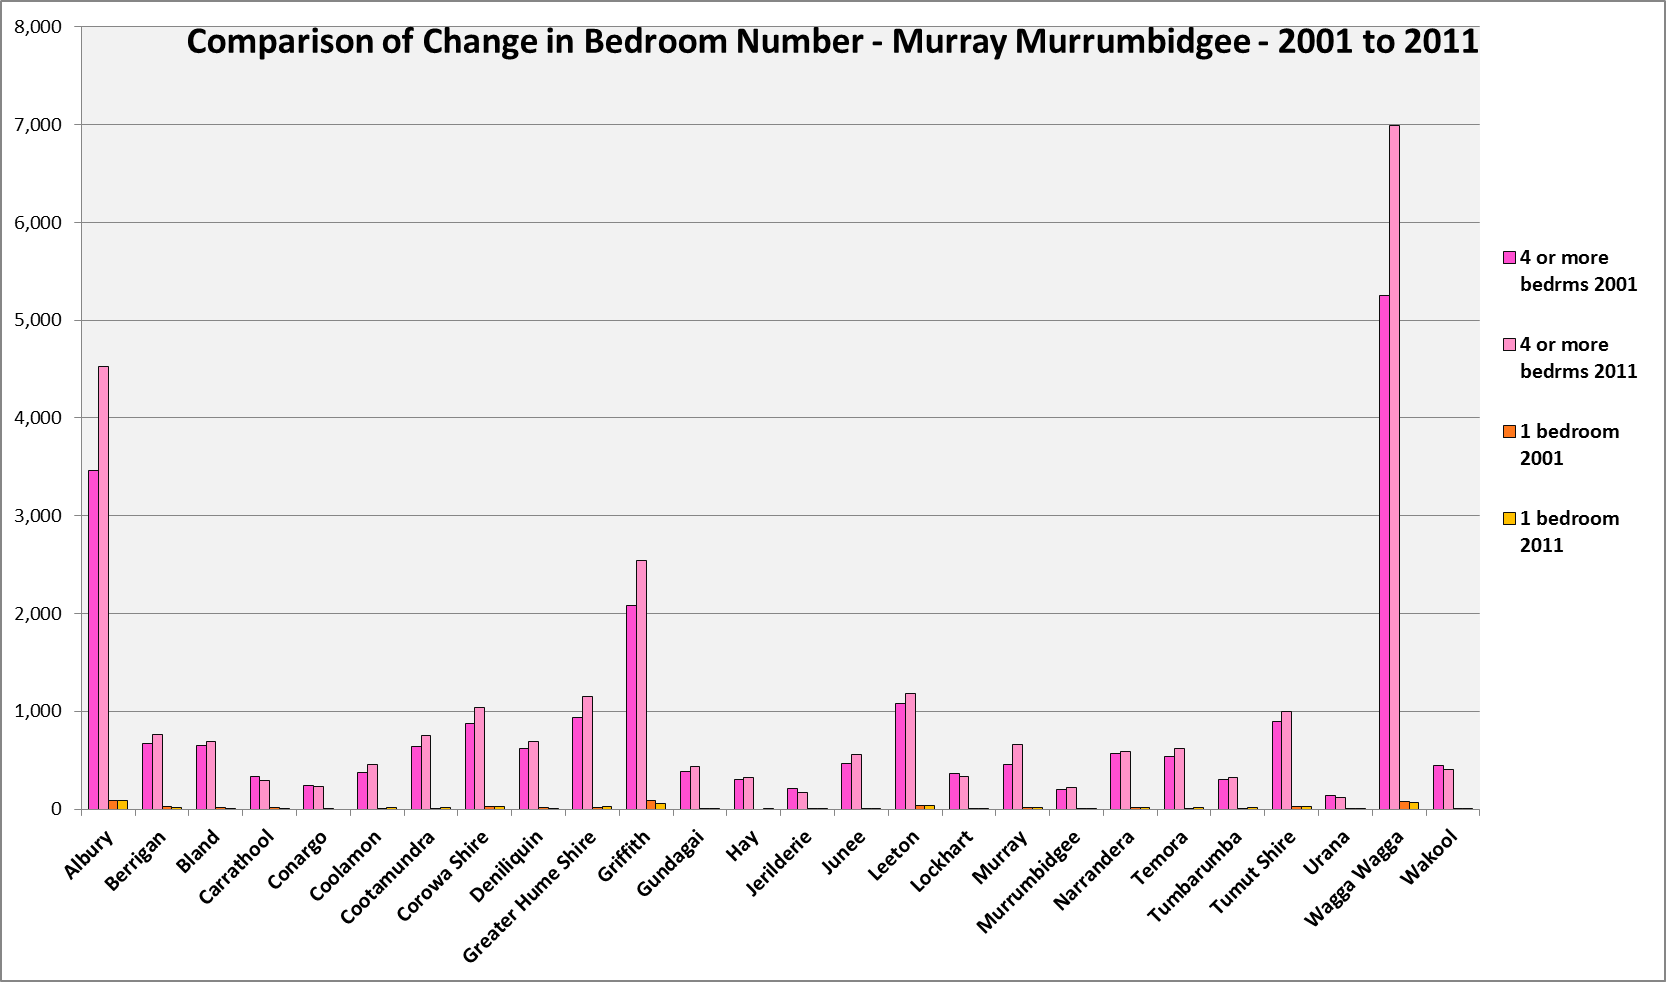 Comparison of Change in Bedroom Number - Murray Murrumbidgee - 2001 to 2011
8,000
7,000
6,000
5,000
4,000
3,000
2,000
1,000
0
Albury
Berrigan
Bland
Carrathool
Conargo
Coolamon
Cootamundra
Corowa Shire
Deniliquin
Greater Hume Shire
Griffith
Gundagai
Hay
Jerilderie
Junee
Leeton
Lockhart
Murray
Murrumbidgee
Narrandera
Temora
Tumbarumba
Tumut Shire
Urana
Wagga Wagga
Wakool
4 or more
bedrms 2001
4 or more
bedrms 2011
1 bedroom
2001
1 bedroom
2011